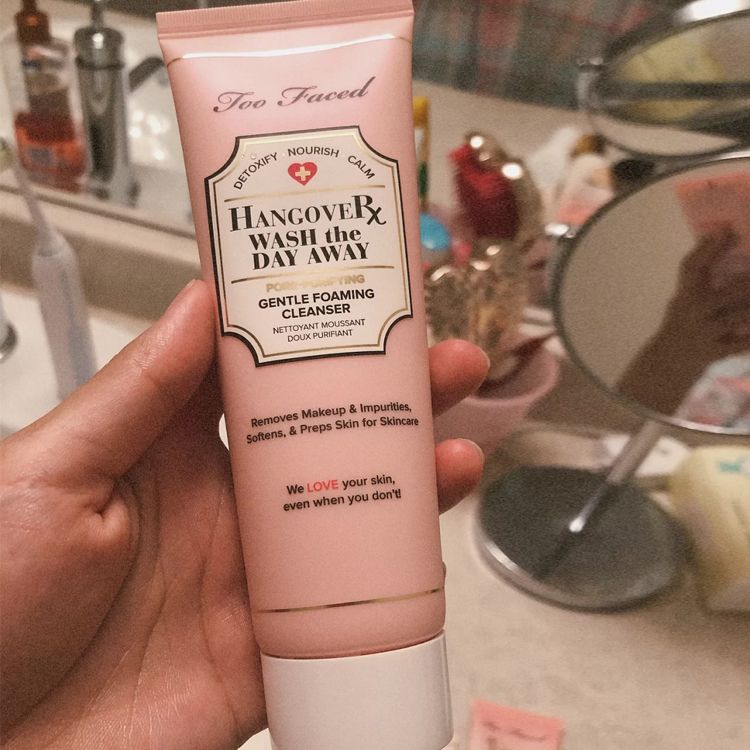 Too Faced
DETOXIFY · NOURISH · CALM
HANGOVERx
WASH the
DAY AWAY
PORE-PURIFYING
GENTLE FOAMING
CLEANSER
NETTOYANT MOUSSANT
DOUX PURIFIANT
Removes Makeup & Impurities,
Softens, & Preps Skin for Skincare
We LOVE your skin,
even when you don't!